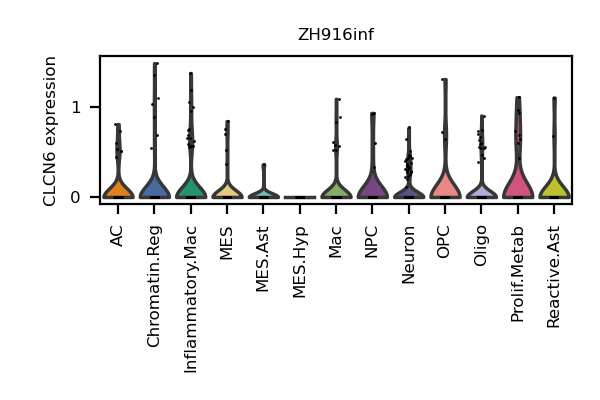 ZH916inf
CLCN6 expression
1
0
AC
Chromatin.Reg
Inflammatory.Mac
MES
MES.Ast
MES.Hyp
Mac
NPC
Neuron
OPC
Oligo
Prolif.Metab
Reactive.Ast